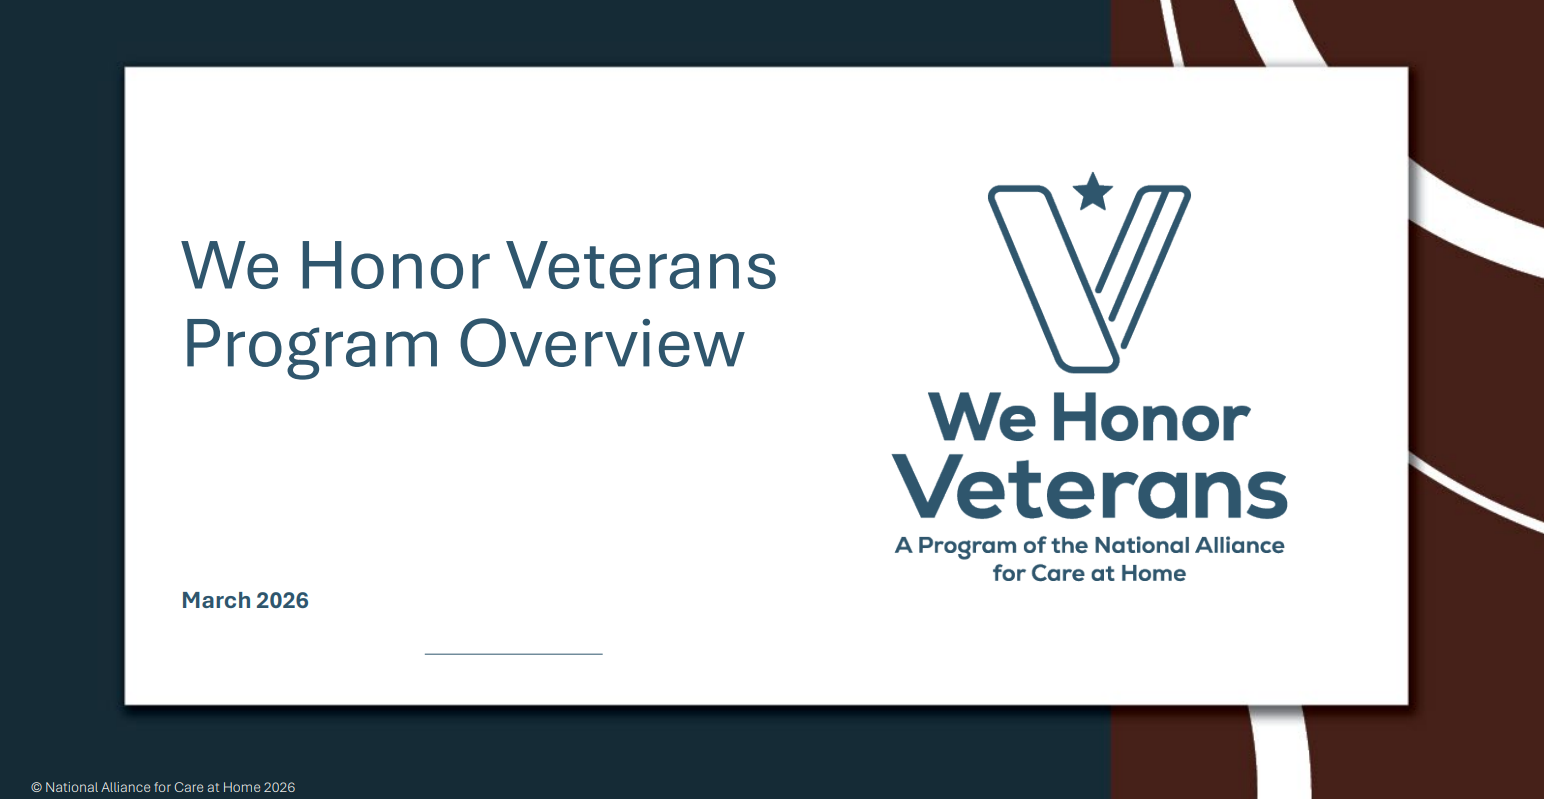 We Honor Veterans
Program Overview
March 2026
We Honor
Veterans
A Program of the National Alliance
for Care at Home
© National Alliance for Care at Home 2026